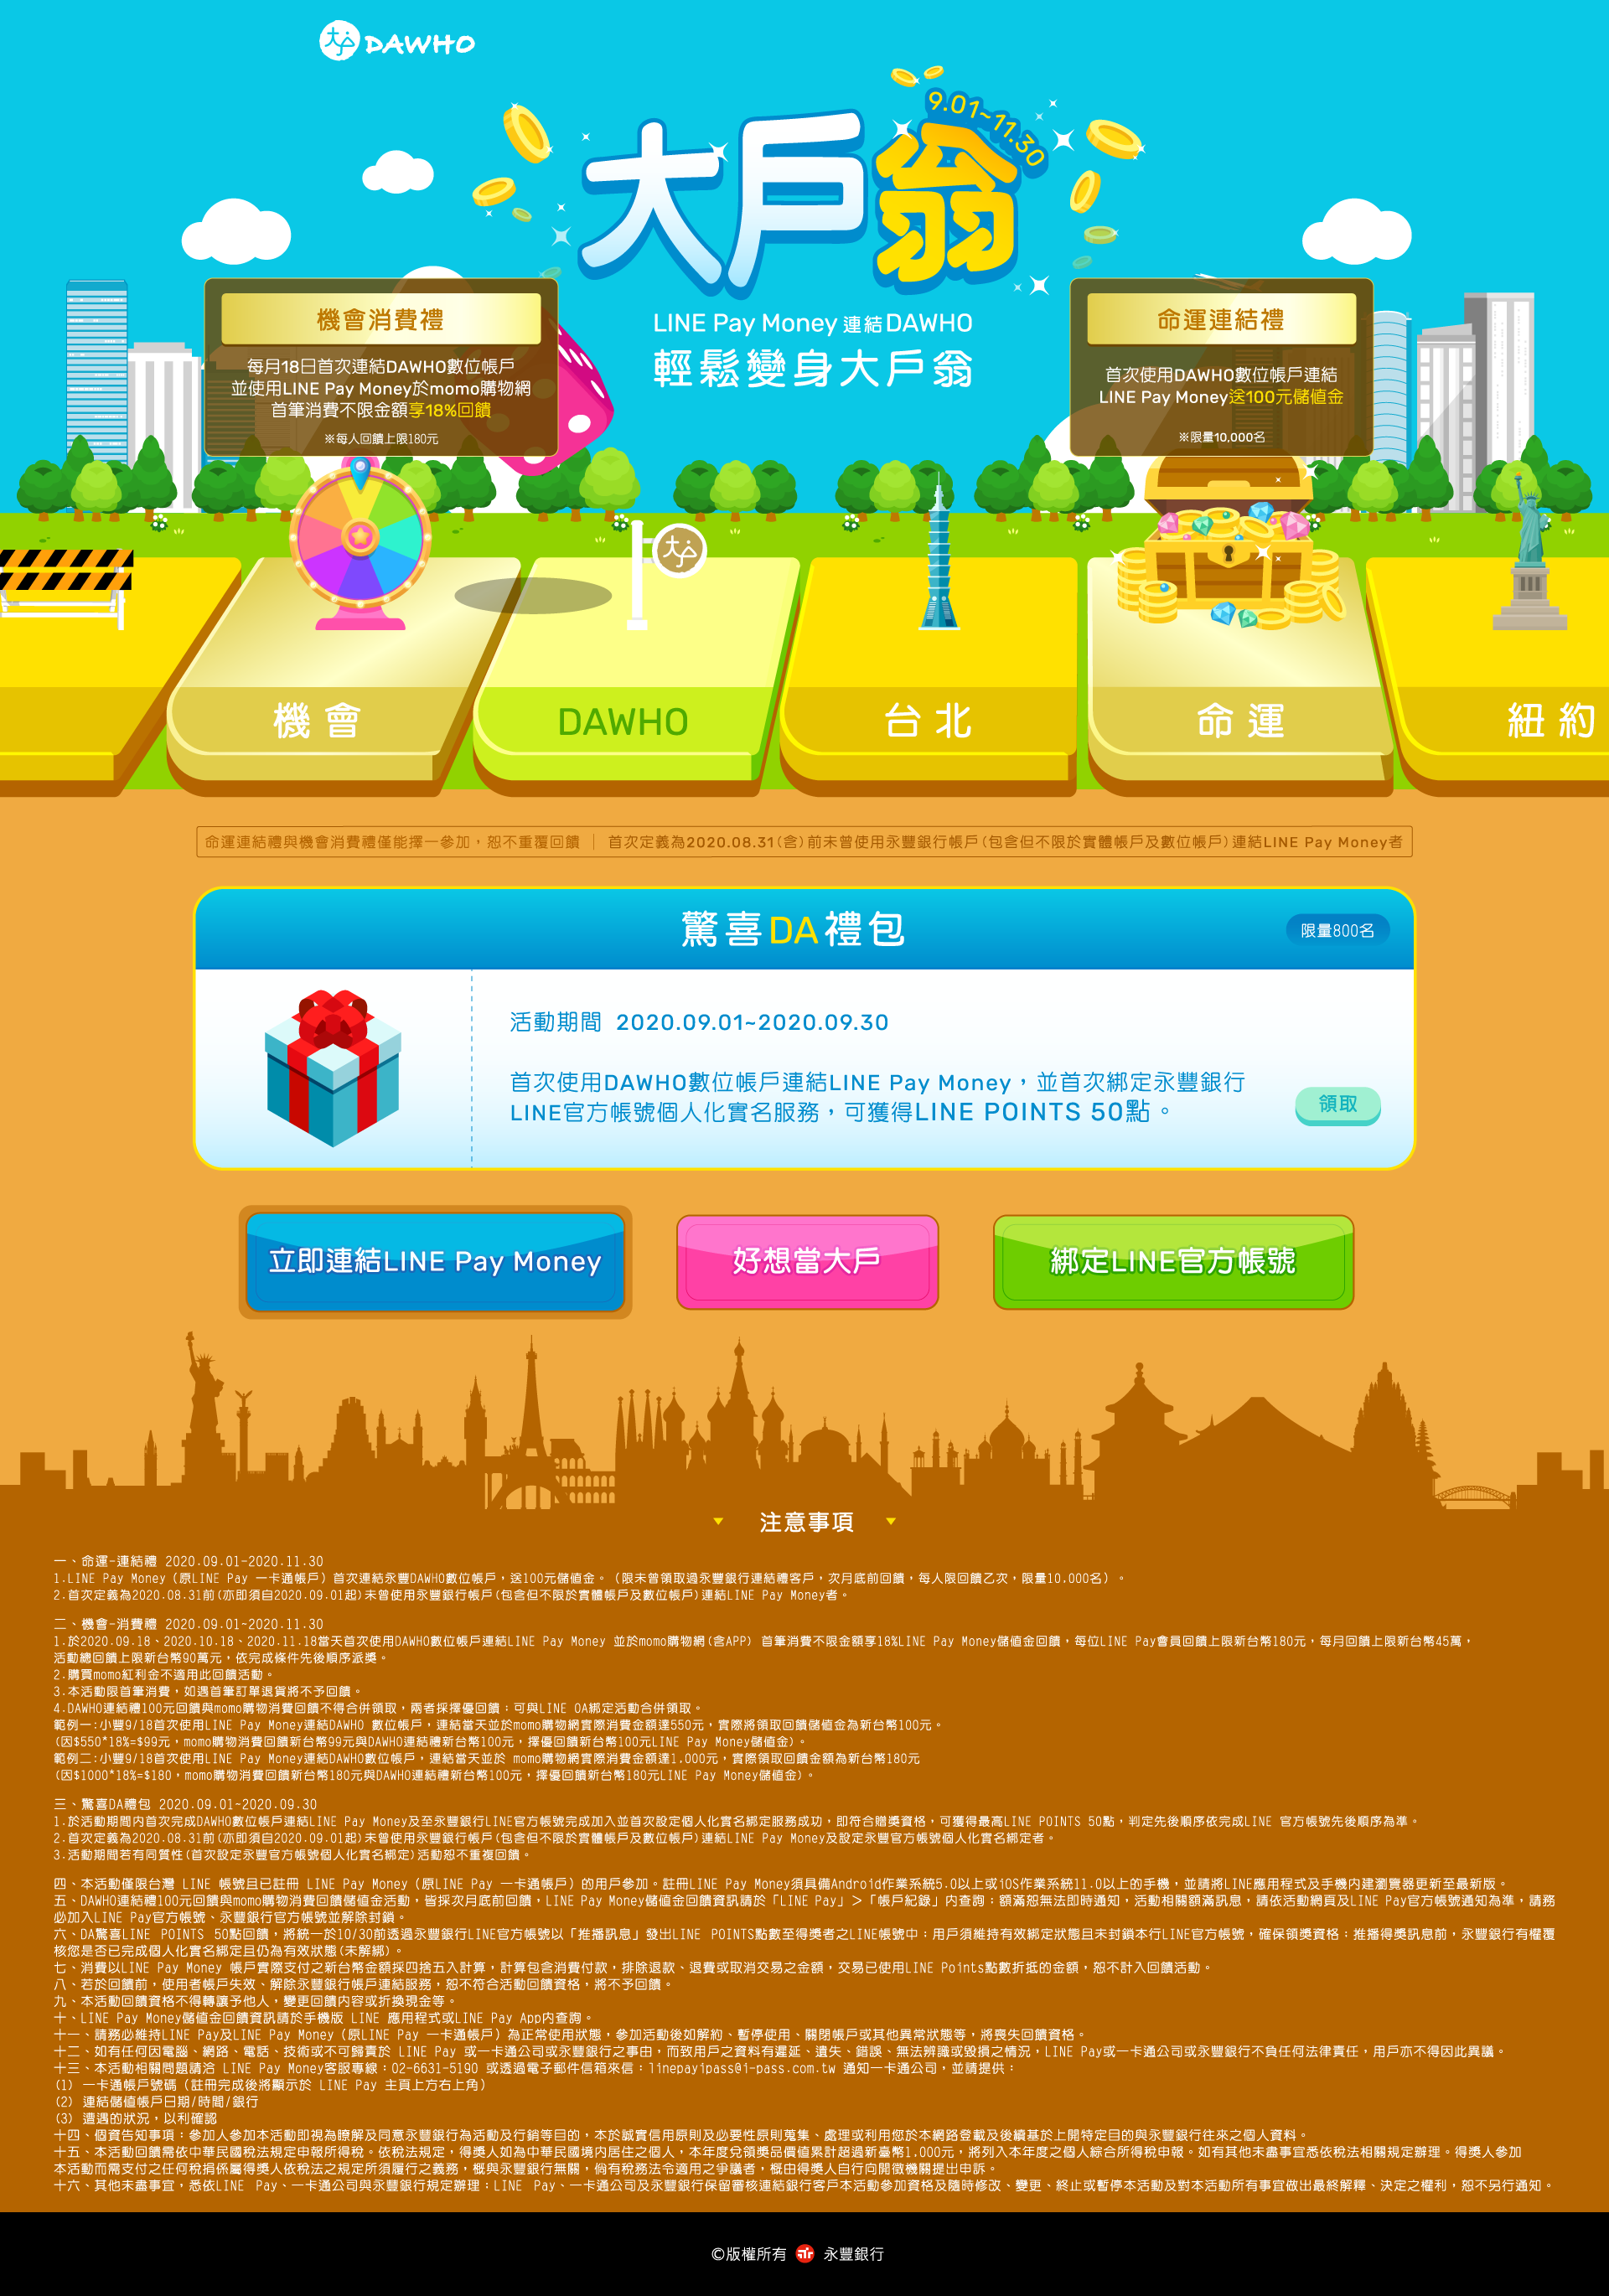 大戶 DAWHO
9.01~11.30
大戶翁
LINE Pay Money 連結DAWHO
輕鬆變身大戶翁
機會消費禮
每月18日首次連結DAWHO數位帳戶
並使用LINE Pay Money於momo購物網
首筆消費不限金額享18%回饋
※每人回饋上限180元
命運連結禮
首次使用DAWHO數位帳戶連結
LINE Pay Money送100元儲值金
※限量10,000名
大戶
機會
DAWHO
台北
命運
紐約
命運連結禮與機會消費禮僅能擇一參加，恕不重覆回饋｜首次定義為2020.08.31(含)前未曾使用永豐銀行帳戶(包含但不限於實體帳戶及數位帳戶)連結LINE Pay Money者
驚喜DA禮包
限量800名
活動期間 2020.09.01~2020.09.30
首次使用DAWHO數位帳戶連結LINE Pay Money，並首次綁定永豐銀行
LINE官方帳號個人化實名服務，可獲得LINE POINTS 50點。
領取
立即連結LINE Pay Money
好想當大戶
綁定LINE官方帳號
注意事項
一、命運-連結禮 2020.09.01-2020.11.30
1.LINE Pay Money（原LINE Pay 一卡通帳戶）首次連結永豐DAWHO數位帳戶，送100元儲值金。（限未曾領取過永豐銀行連結禮客戶，次月底前回饋，每人限回饋乙次，限量10.000名）。
2.首次定義為2020.08.31前(亦即須自2020.09.01起)未曾使用永豐銀行帳戶(包含但不限於實體帳戶及數位帳戶)連結LINE Pay Money者。
二、機會-消費禮 2020.09.01~2020.11.30
1.於2020.09.18、2020.10.18、2020.11.18當天首次使用DAWHO數位帳戶連結LINE Pay Money 並於momo購物網(含APP) 首筆消費不限金額享18%LINE Pay Money儲值金回饋，每位LINE Pay會員回饋上限新台幣180元，每月回饋上限新台幣45萬，
活動總回饋上限新台幣90萬元，依完成條件先後順序派獎。
2.購買momo紅利金不適用此回饋活動。
3.本活動限首筆消費，如遇首筆訂單退貨將不予回饋。
4.DAWHO連結禮100元回饋與momo購物消費回饋不得合併領取，兩者採擇優回饋；可與LINE OA綁定活動合併領取。
範例一:小豐9/18首次使用LINE Pay Money連結DAWHO 數位帳戶，連結當天並於momo購物網實際消費金額達550元，實際將領取回饋儲值金為新台幣100元。
(因$550*18%=$99元，momo購物消費回饋新台幣99元與DAWHO連結禮新台幣100元，擇優回饋新台幣100元LINE Pay Money儲值金)。
範例二:小豐9/18首次使用LINE Pay Money連結DAWHO數位帳戶，連結當天並於 momo購物網實際消費金額達1.000元，實際領取回饋金額為新台幣180元
(因$1000*18%=$180，momo購物消費回饋新台幣180元與DAWHO連結禮新台幣100元，擇優回饋新台幣180元LINE Pay Money儲值金)。
三、驚喜DA禮包 2020.09.01~2020.09.30
1.於活動期間內首次完成DAWHO數位帳戶連結LINE Pay Money及至永豐銀行LINE官方帳號完成加入並首次設定個人化實名綁定服務成功，即符合贈獎資格，可獲得最高LINE POINTS 50點，判定先後順序依完成LINE 官方帳號先後順序為準。
2.首次定義為2020.08.31前(亦即須自2020.09.01起)未曾使用永豐銀行帳戶(包含但不限於實體帳戶及數位帳戶)連結LINE Pay Money及設定永豐官方帳號個人化實名綁定者。
3.活動期間若有同質性(首次設定永豐官方帳號個人化實名綁定)活動恕不重複回饋。
四、本活動僅限台灣 LINE 帳號且已註冊 LINE Pay Money（原LINE Pay 一卡通帳戶）的用戶參加。註冊LINE Pay Money須具備Android作業系統5.0以上或iOS作業系統11.0以上的手機，並請將LINE應用程式及手機內建瀏覽器更新至最新版。
五、DAWHO連結禮100元回饋與momo購物消費回饋儲值金活動，皆採次月底前回饋，LINE Pay Money儲值金回饋資訊請於「LINE Pay」＞「帳戶紀錄」內查詢；額滿恕無法即時通知，活動相關額滿訊息，請依活動網頁及LINE Pay官方帳號通知為準，請務
必加入LINE Pay官方帳號、永豐銀行官方帳號並解除封鎖。
六、DA驚喜LINE POINTS 50點回饋，將統一於10/30前透過永豐銀行LINE官方帳號以「推播訊息」發出LINE POINTS點數至得獎者之LINE帳號中；用戶須維持有效綁定狀態且未封鎖本行LINE官方帳號，確保領獎資格；推播得獎訊息前，永豐銀行有權覆
核您是否已完成個人化實名綁定且仍為有效狀態(未解綁)。
七、消費以LINE Pay Money 帳戶實際支付之新台幣金額採四捨五入計算，計算包含消費付款，排除退款、退費或取消交易之金額，交易已使用LINE Points點數折抵的金額，恕不計入回饋活動。
八、若於回饋前，使用者帳戶失效、解除永豐銀行帳戶連結服務，恕不符合活動回饋資格，將不予回饋。
九、本活動回饋資格不得轉讓予他人，變更回饋內容或折換現金等。
十、LINE Pay Money儲值金回饋資訊請於手機版 LINE 應用程式或LINE Pay App內查詢。
十一、請務必維持LINE Pay及LINE Pay Money（原LINE Pay 一卡通帳戶）為正常使用狀態，參加活動後如解約、暫停使用、關閉帳戶或其他異常狀態等，將喪失回饋資格。
十二、如有任何因電腦、網路、電話、技術或不可歸責於 LINE Pay 或一卡通公司或永豐銀行之事由，而致用戶之資料有遲延、遺失、錯誤、無法辨識或毀損之情況，LINE Pay或一卡通公司或永豐銀行不負任何法律責任，用戶亦不得因此異議。
十三、本活動相關問題請洽 LINE Pay Money客服專線：02-6631-5190 或透過電子郵件信箱來信：linepayipass@i-pass.com.tw 通知一卡通公司，並請提供：
(1) 一卡通帳戶號碼（註冊完成後將顯示於 LINE Pay 主頁上方右上角）
(2) 連結儲值帳戶日期/時間/銀行
(3) 遭遇的狀況，以利確認
十四、個資告知事項：參加人參加本活動即視為瞭解及同意永豐銀行為活動及行銷等目的，本於誠實信用原則及必要性原則蒐集、處理或利用您於本網路登載及後續基於上開特定目的與永豐銀行往來之個人資料。
十五、本活動回饋需依中華民國稅法規定申報所得稅。依稅法規定，得獎人如為中華民國境內居住之個人，本年度兌領獎品價值累計超過新臺幣1.000元，將列入本年度之個人綜合所得稅申報。如有其他未盡事宜悉依稅法相關規定辦理。得獎人參加
本活動而需支付之任何稅捐係屬得獎人依稅法之規定所須履行之義務，概與永豐銀行無關，倘有稅務法令適用之爭議者，概由得獎人自行向開徵機關提出申訴。
十六、其他未盡事宜，悉依LINE Pay、一卡通公司與永豐銀行規定辦理；LINE Pay、一卡通公司及永豐銀行保留審核連結銀行客戶本活動參加資格及隨時修改、變更、終止或暫停本活動及對本活動所有事宜做出最終解釋、決定之權利，恕不另行通知。
©版權所有 永豐銀行